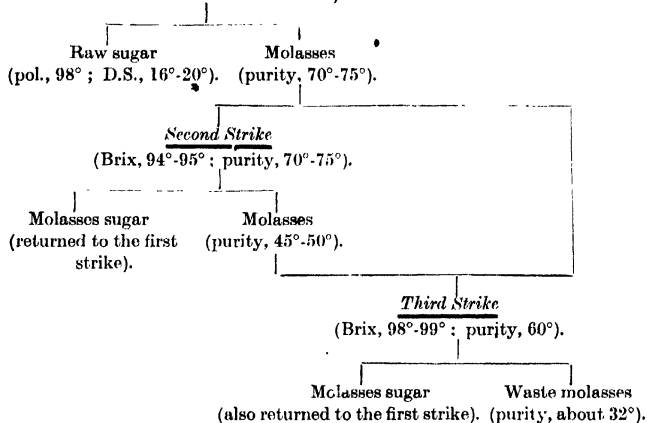 Raw sugar Molasses
(pol., 98° ; D.S., 16°-20°). (purity, 70°-75°).
Second Strike
(Brix, 94°-95° : purity, 70°-75°).
Molasses sugar Molasses
(returned to the first (purity, 45°-50°).
strike).
Third Strike
(Brix, 98°-99° : purity, 60°).
Molasses sugar Waste molasses
(also returned to the first strike). (purity, about 32°).